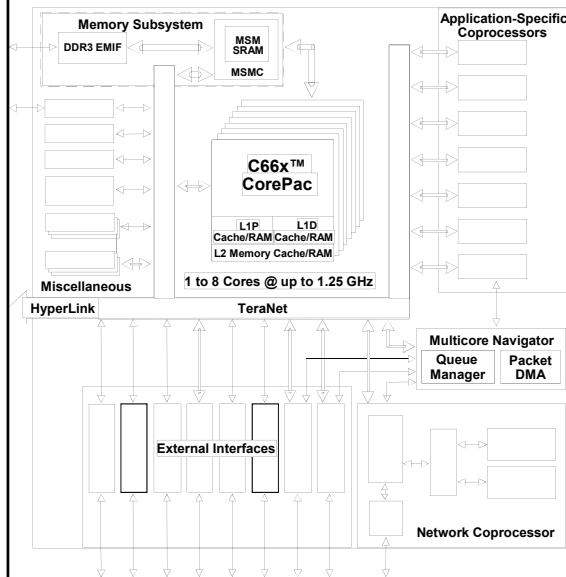 Memory Subsystem
DDR3 EMIF
MSM
SRAM
MSMC
Application-Specific
Coprocessors
C66x™
CorePac
L1P
Cache/RAM
L1D
Cache/RAM
L2 Memory Cache/RAM
1 to 8 Cores @ up to 1.25 GHz
Miscellaneous
HyperLink
TeraNet
Multicore Navigator
Queue
Manager
Packet
DMA
External Interfaces
Network Coprocessor